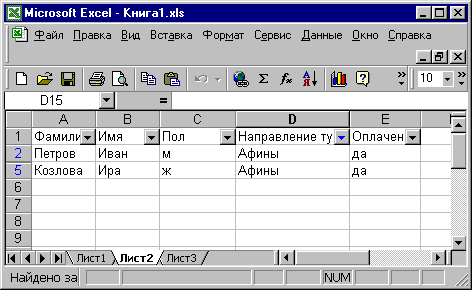 Microsoft Excel - Книга1.xls
Файл Правка Вид Вставка Формат Сервис Данные Окно Справка
10
D15 =
A B C D E
1 Фамили Имя Пол Направление ту Оплачен
2 Петров Иван м Афины да
5 Козлова Ира ж Афины да
6
7
8
9
Лист1 Лист2 Лист3
Найдено за NUM